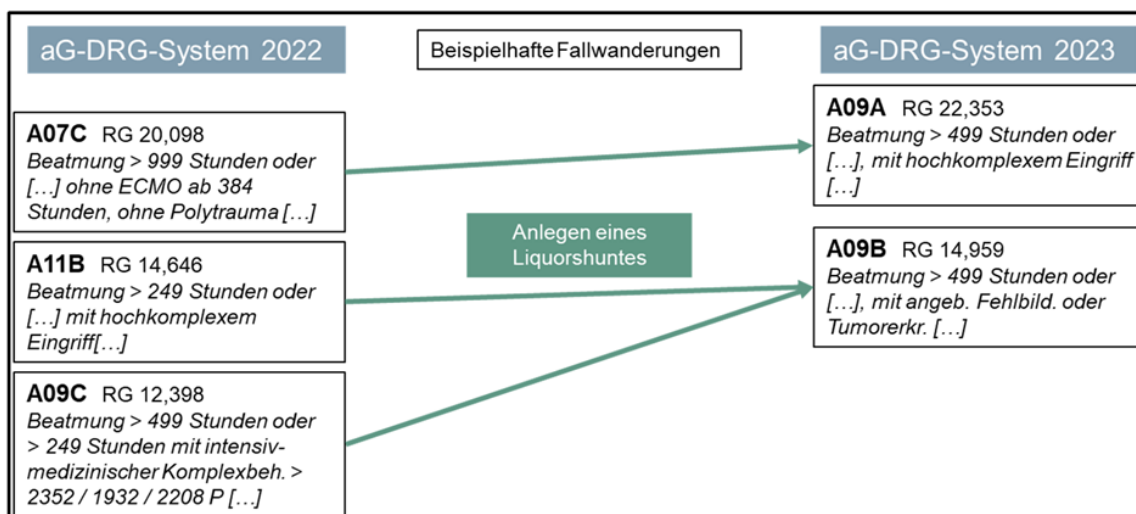 aG-DRG-System 2022
Beispielhafte Fallwanderungen
aG-DRG-System 2023
A07C RG 20,098
Beatmung > 999 Stunden oder
[…] ohne ECMO ab 384
Stunden, ohne Polytrauma […]
A11B RG 14,646
Beatmung > 249 Stunden oder
[…] mit hochkomplexem
Eingriff[…]
A09C RG 12,398
Beatmung > 499 Stunden oder
> 249 Stunden mit intensiv-
medizinischer Komplexbeh. >
2352 / 1932 / 2208 P […]
Anlegen eines
Liquorshuntes
A09A RG 22,353
Beatmung > 499 Stunden oder
[…], mit hochkomplexem Eingriff
[…]
A09B RG 14,959
Beatmung > 499 Stunden oder
[…], mit angeb. Fehlbild. oder
Tumorerkr. […]